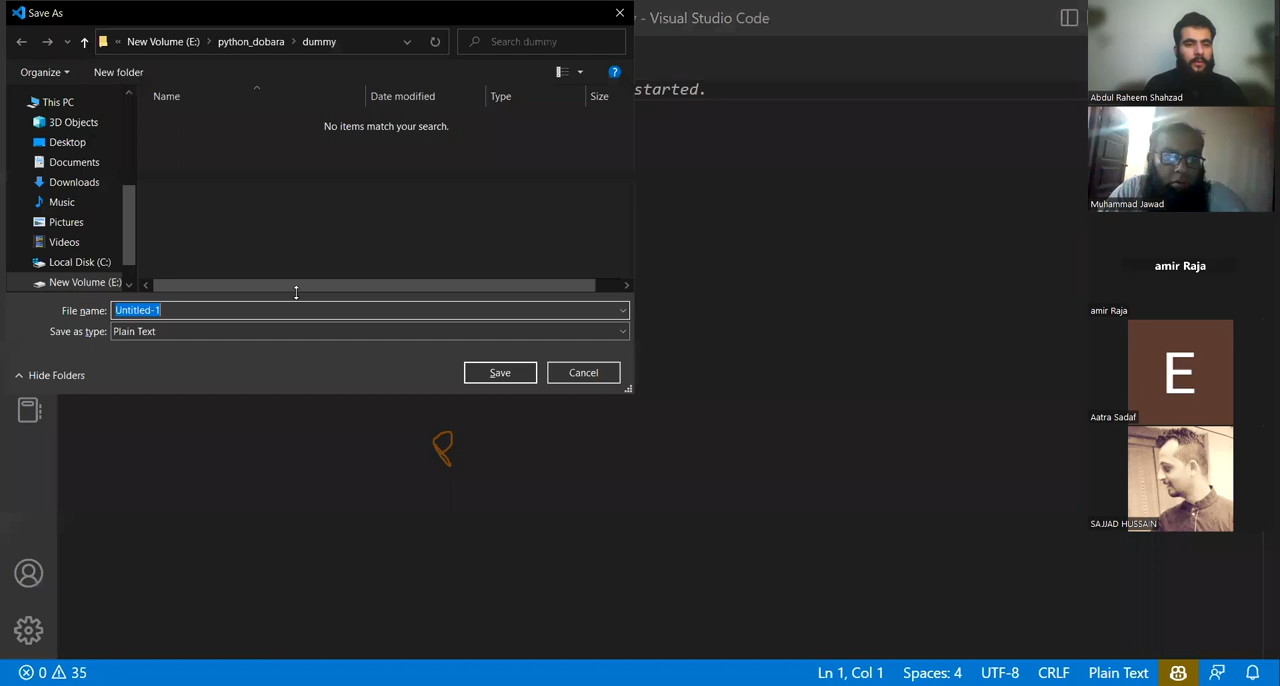 Save As
- Visual Studio Code
New Volume (E:)
python_dobara
dummy
Search dummy
Organize
New folder
?
Name
Date modified
Type
Size
This PC
3D Objects
Desktop
Documents
Downloads
Music
Pictures
Videos
Local Disk (C:)
New Volume (E:)
No items match your search.
started.
File name:
Untitled-1
Save as type:
Plain Text
Hide Folders
Save
Cancel
Abdul Raheem Shahzad
Muhammad Jawad
amir Raja
amir Raja
E
Aatra Sadaf
SAJJAD HUSSAIN
0
35
Ln 1, Col 1
Spaces: 4
UTF-8
CRLF
Plain Text